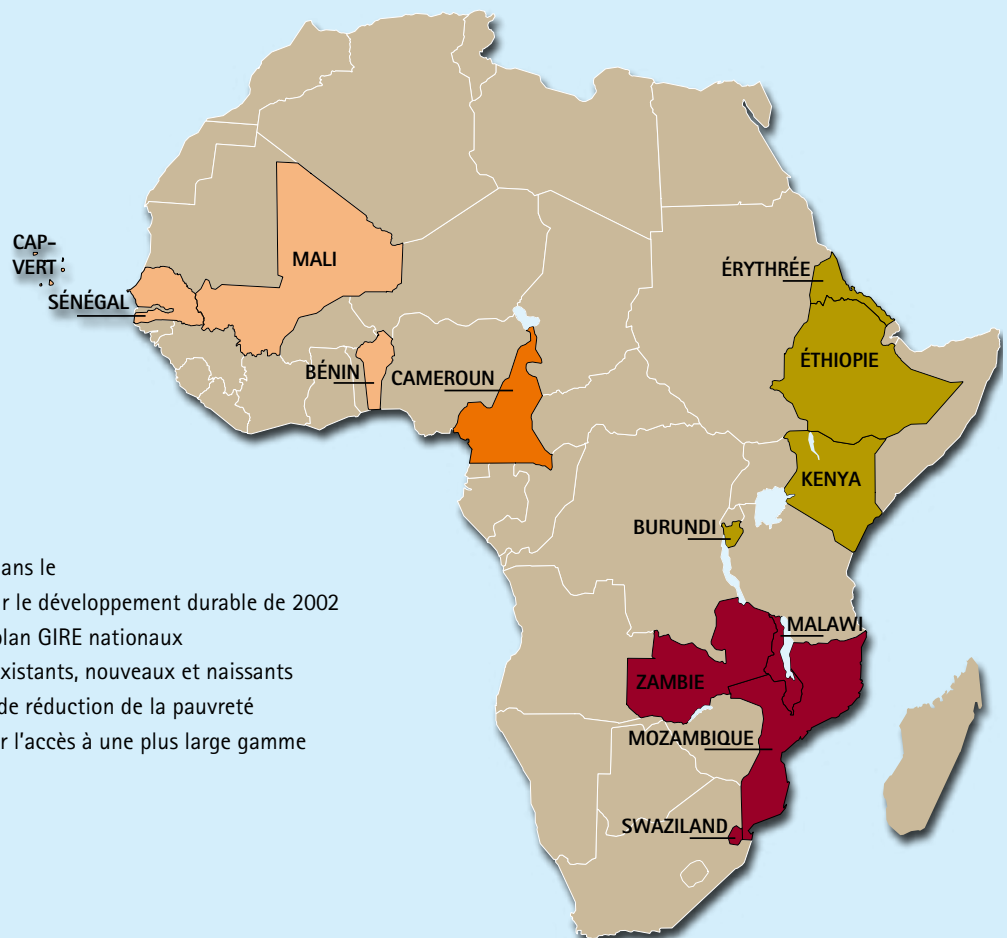 CAP-
VERT
SÉNÉGAL
MALI
BÉNIN
CAMEROUN
ÉRYTHRÉE
ÉTHIOPIE
KENYA
BURUNDI
MALAWI
ZAMBIE
MOZAMBIQUE
SWAZILAND
ans le
r le développement durable de 2002
plan GIRE nationaux
xistants, nouveaux et naissants
de réduction de la pauvreté
r l'accès à une plus large gamme